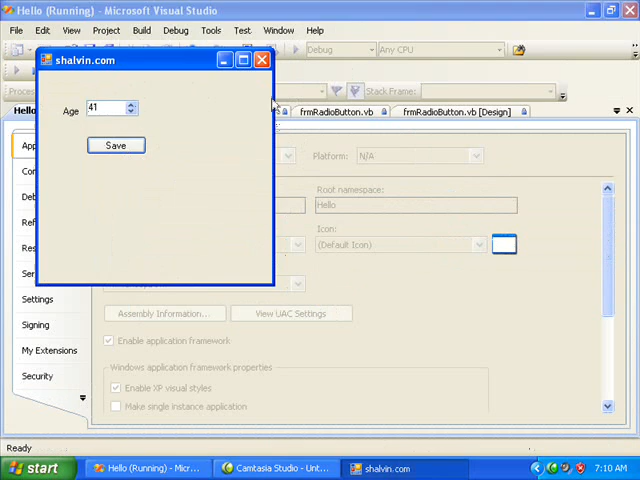 Hello (Running) - Microsoft Visual Studio
File Edit View Project Build Debug Tools Test Window Help
Debug Any CPU
Stack Frame:
shalvin.com
Hello
frmRadioButton.vb
frmRadioButton.vb [Design]
Age 41
Save
Platform: N/A
Root namespace:
Hello
Icon:
(Default Icon)
Settings
Assembly Information...
View UAC Settings
Signing
Enable application framework
My Extensions
Windows application framework properties
Security
Enable XP visual styles
Make single instance application
Ready
start
Hello (Running) - Micr...
Camtasia Studio - Unt...
shalvin.com
7:10 AM